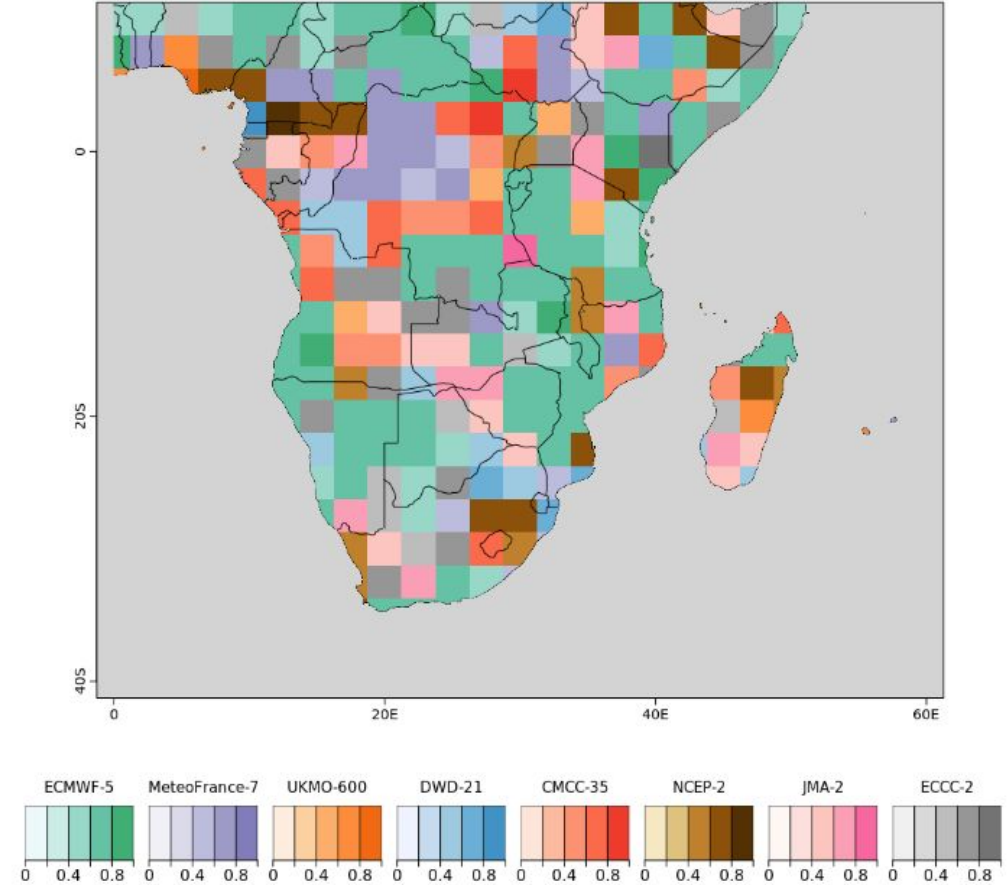 0
20S
40S
0 20E 40E 60E
ECMWF-5 MeteoFrance-7 UKMO-600 DWD-21 CMCC-35 NCEP-2 JMA-2 ECCC-2
0 0.4 0.8 0 0.4 0.8 0 0.4 0.8 0 0.4 0.8 0 0.4 0.8 0 0.4 0.8 0 0.4 0.8 0 0.4 0.8